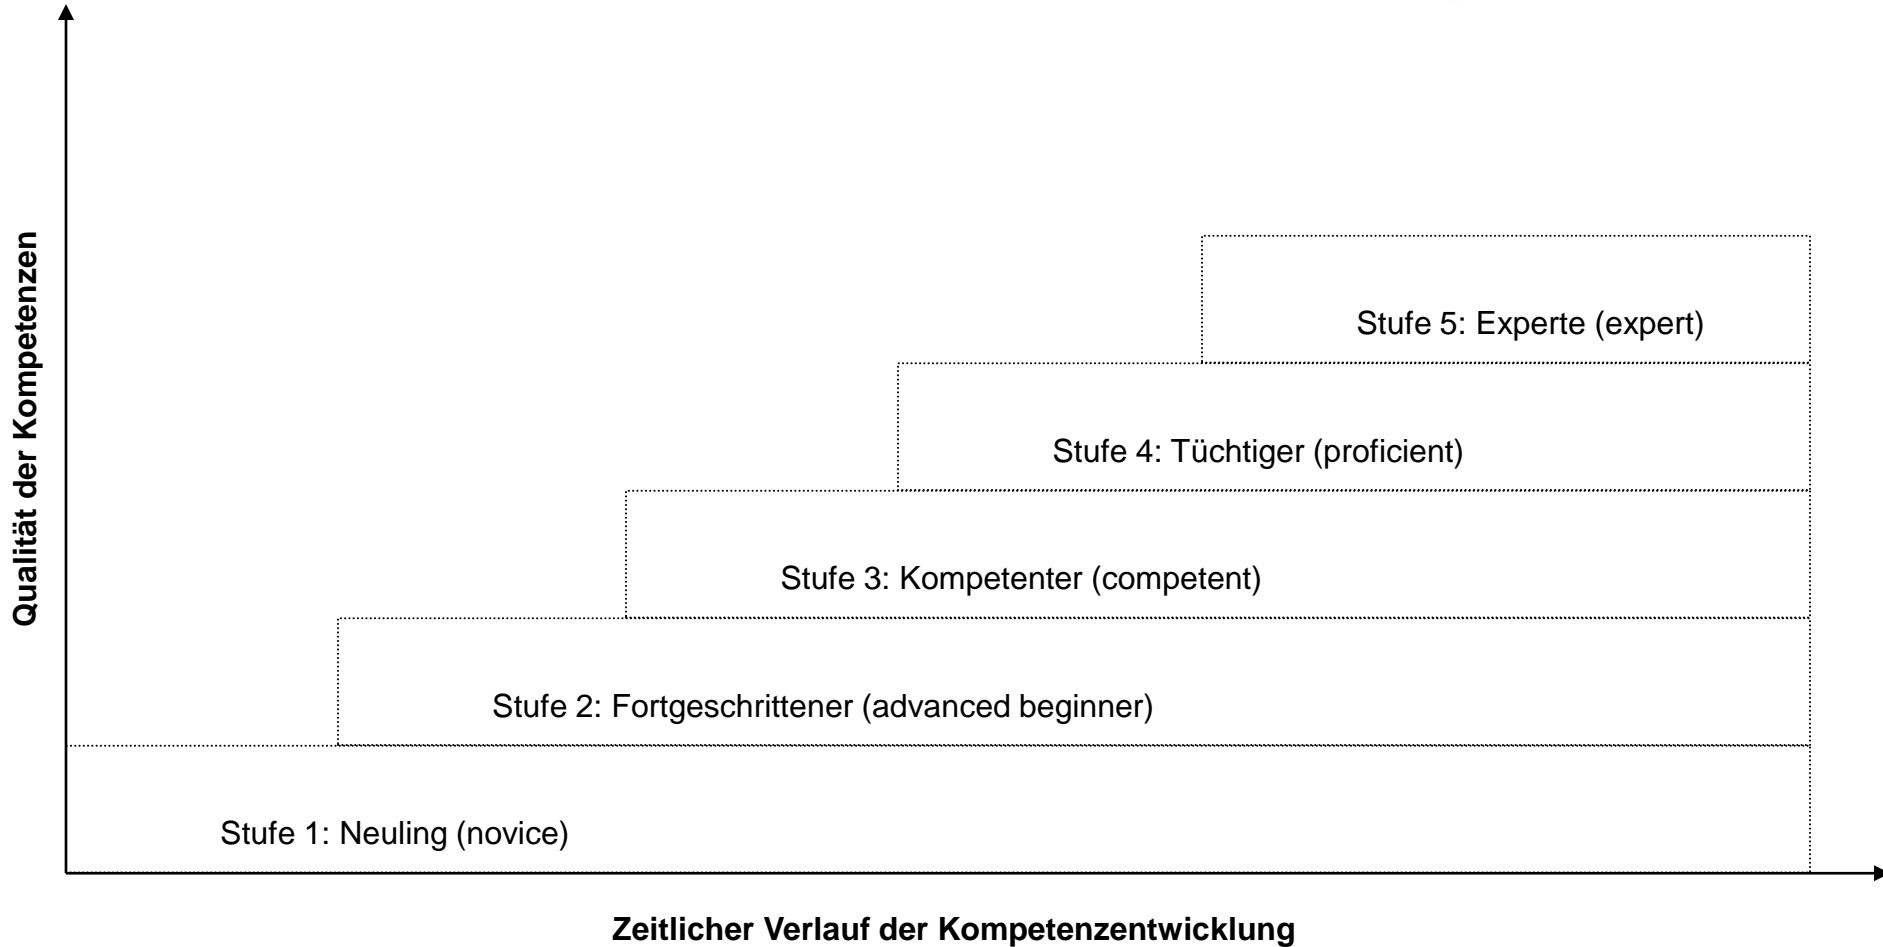 Qualität der Kompetenzen
Stufe 5: Experte (expert)
Stufe 4: Tüchtiger (proficient)
Stufe 3: Kompetenter (competent)
Stufe 2: Fortgeschrittener (advanced beginner)
Stufe 1: Neuling (novice)
Zeitlicher Verlauf der Kompetenzentwicklung